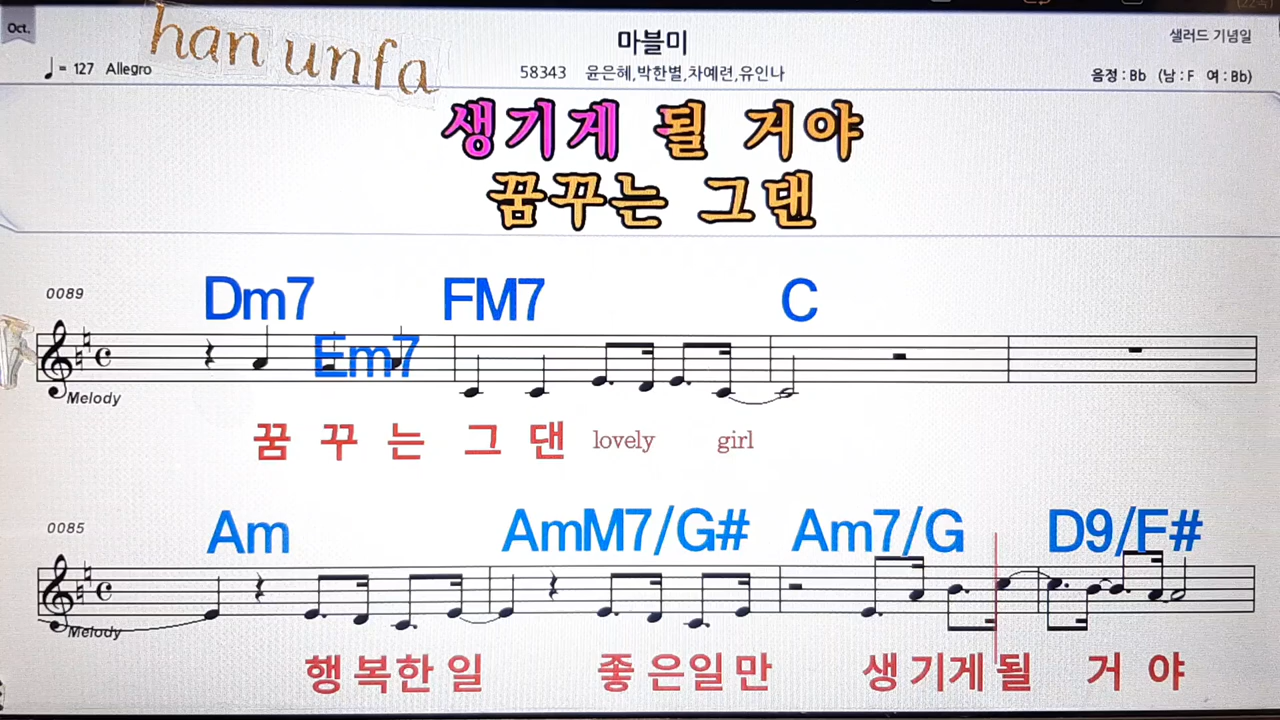 Oct.
han unfa
마블미
샐러드 기념일
♩= 127 Allegro
58343 윤은혜,박한별,차예련,유인나
음정 : Bb (남 : F 여 : Bb)
생기게 될 거야
꿈꾸는 그댄
0089
Dm7 Em7 FM7 C
Melody
꿈 꾸 는 그 댄 lovely girl
0085
Am AmM7/G# Am7/G D9/F#
Melody
행 복 한 일 좋 은 일 만 생 기 게 될 거 야